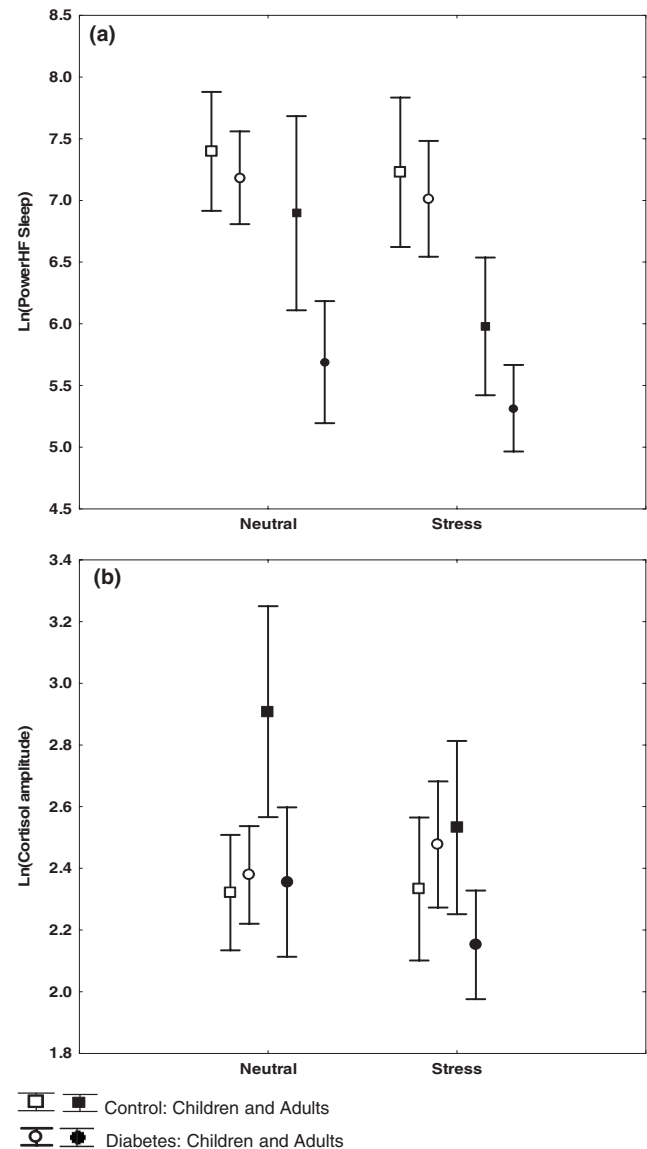 (a)
8.5
8.0
7.5
7.0
6.5
6.0
5.5
5.0
4.5
Ln(PowerHF Sleep)
Neutral Stress
(b)
3.4
3.2
3.0
2.8
2.6
2.4
2.2
2.0
1.8
Ln(Cortisol amplitude)
Neutral Stress
Control: Children and Adults
Diabetes: Children and Adults